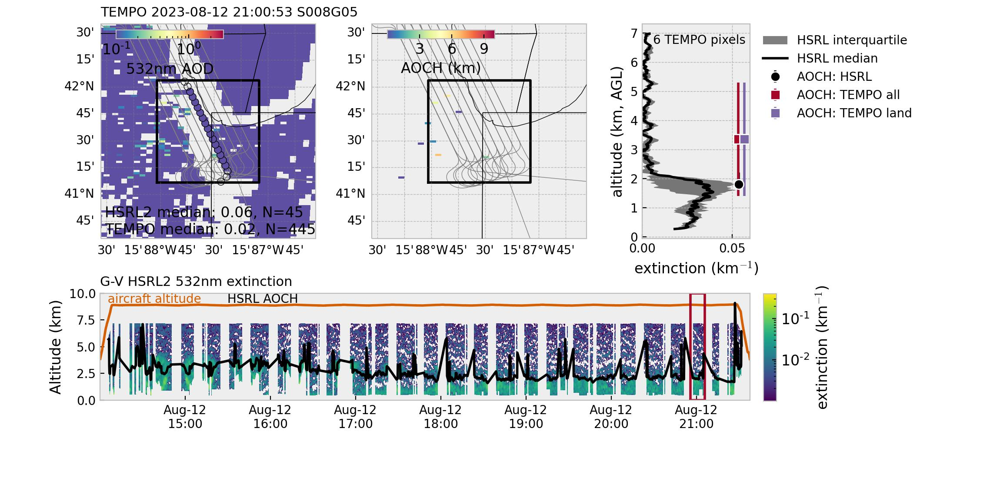 TEMPO 2023-08-12 21:00:53 S008G05
30'
15'
42°N
45'
30'
15'
41°N
45'
10-1 100
532nm AOD
HSRL2 median: 0.06, N=45
TEMPO median: 0.02, N=445
30' 15' 88°W 45' 30' 15' 87°W 45'
30'
15'
42°N
45'
30'
15'
41°N
45'
3 6 9
AOCH (km)
30' 15' 88°W 45' 30' 15' 87°W 45'
altitude (km, AGL)
7
6
5
4
3
2
1
0
6 TEMPO pixels
0.00 0.05
extinction (km−1)
HSRL interquartile
HSRL median
AOCH: HSRL
AOCH: TEMPO all
AOCH: TEMPO land
G-V HSRL2 532nm extinction
Altitude (km)
10.0
7.5
5.0
2.5
0.0
aircraft altitude HSRL AOCH
Aug-12 Aug-12 Aug-12 Aug-12 Aug-12 Aug-12 Aug-12
15:00 16:00 17:00 18:00 19:00 20:00 21:00
10-1
10-2
extinction (km−1)